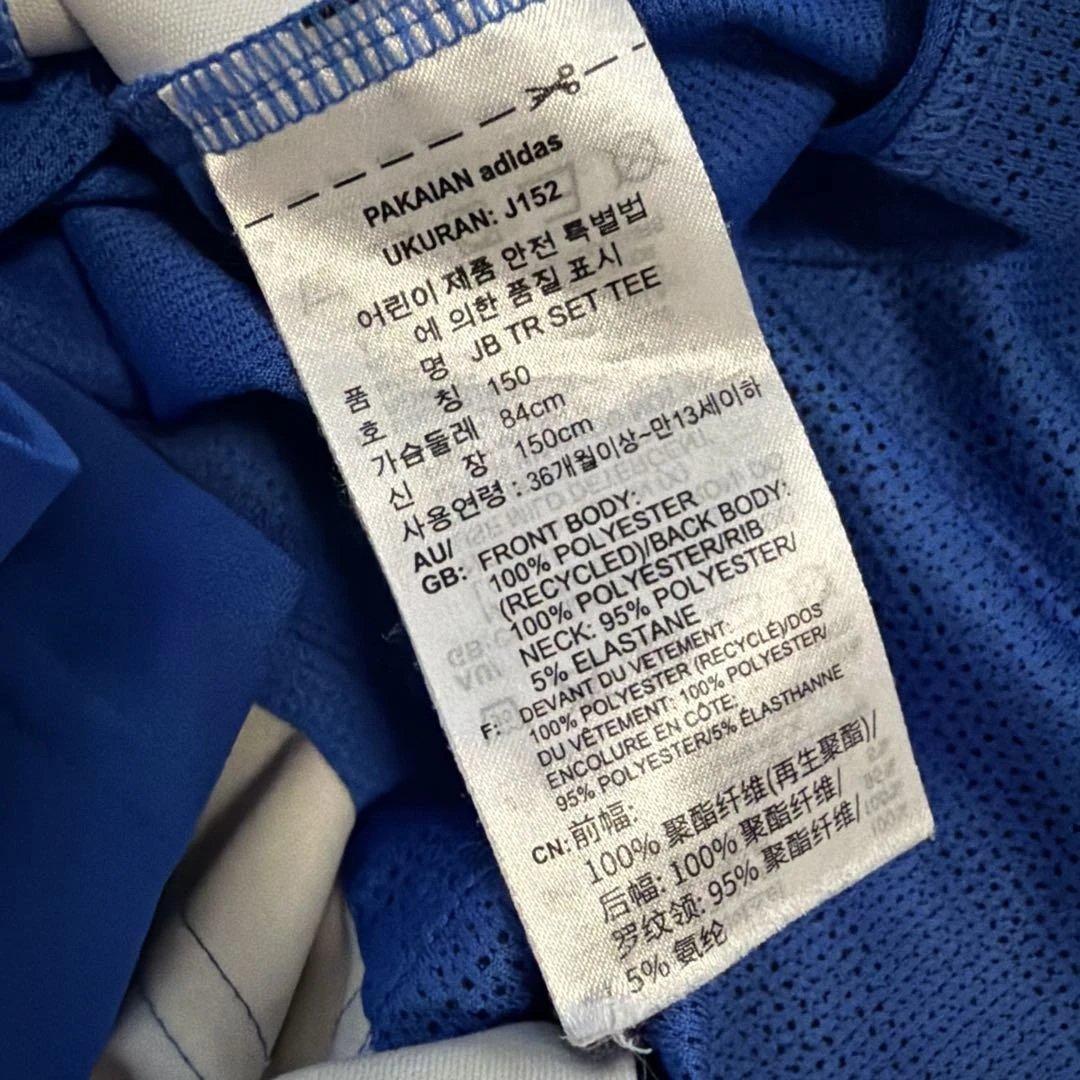 PAKAIAN adidas
UKURAN: J152
어린이 제품 안전 특별법
에 의한 품질 표시
품 명 JB TR SET TEE
호 칭 150
가슴둘레 84cm
신 장 150cm
사용연령 : 36개월이상~만13세이하
AU/
GB: FRONT BODY:
100% POLYESTER
(RECYCLED)/BACK BODY:
100% POLYESTER/RIB
NECK: 95% POLYESTER/
5% ELASTANE
F: DEVANT DU VETEMENT:
100% POLYESTER (RECYCLÉ)/DOS
DU VÊTEMENT: 100% POLYESTER/
ENCOLURE EN CÔTE:
95% POLYESTER/5% ÉLASTHANNE
CN: 前幅:
100% 聚酯纤维(再生聚酯)/
后幅: 100% 聚酯纤维/
罗纹领: 95% 聚酯纤维/
5% 氨纶